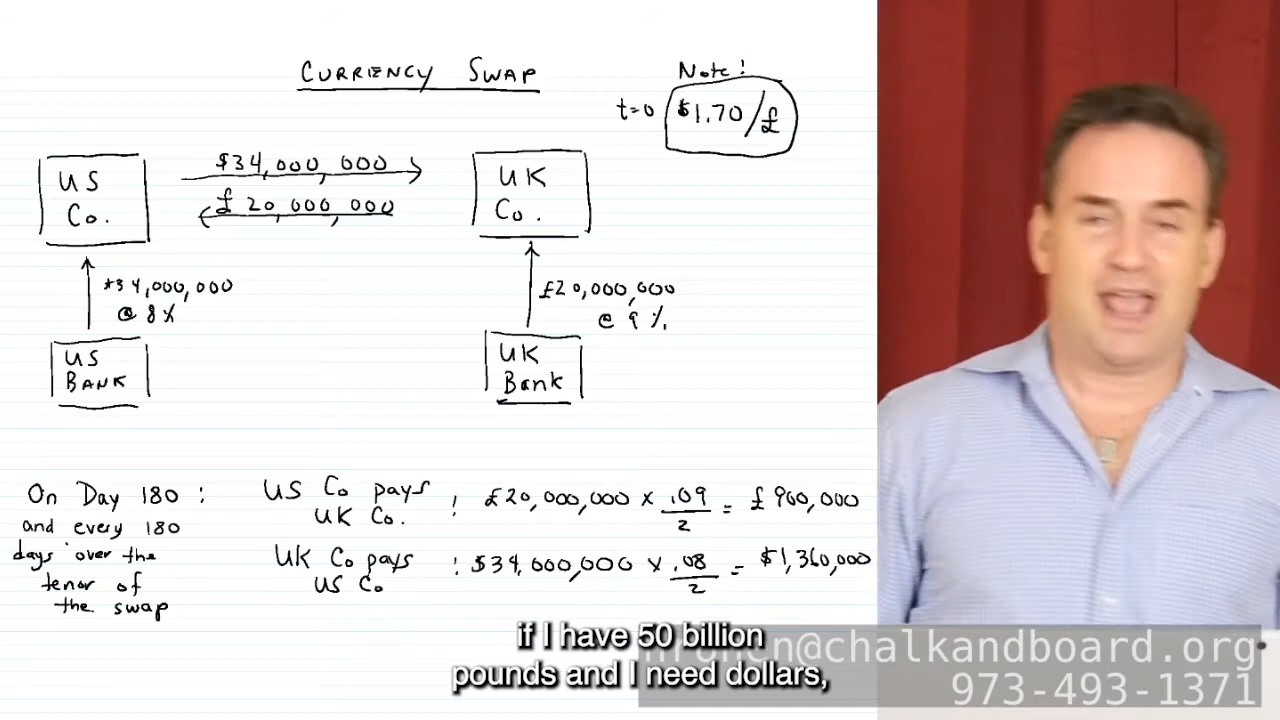 CURRENCY SWAP
Note!
t=0 $1.70/£
US
Co.
$34,000,000
£ 20,000,000
UK
Co.
$34,000,000
@ 8%
£20,000,000
@ 9%
US
BANK
UK
Bank
On Day 180 :
and every 180
days over the
tenor of
the swap
US Co pays
UK Co.
: £20,000,000 x .09/2 = £900,000
UK Co pays
US Co
: $34,000,000 x .08/2 = $1,360,000
if I have 50 billion
pounds and I need dollars,
@chalkandboard.org
973-493-1371